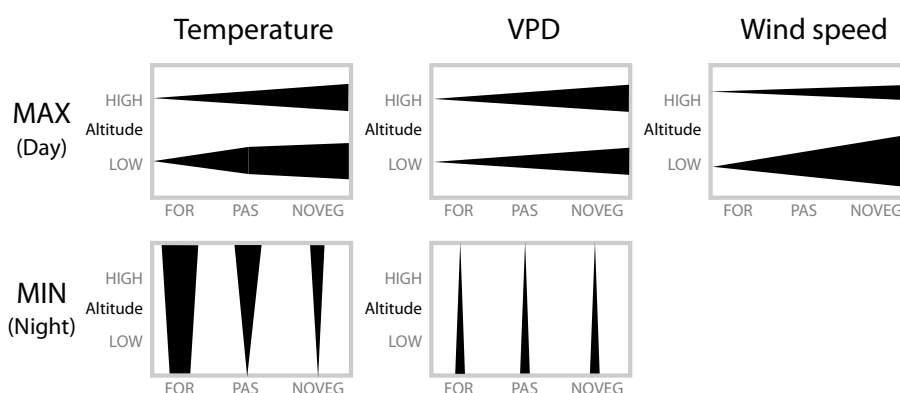 Temperature VPD Wind speed
MAX
(Day)
HIGH
Altitude
LOW
HIGH
Altitude
LOW
HIGH
Altitude
LOW
FOR PAS NOVEG
FOR PAS NOVEG
FOR PAS NOVEG
MIN
(Night)
HIGH
Altitude
LOW
HIGH
Altitude
LOW
FOR PAS NOVEG
FOR PAS NOVEG